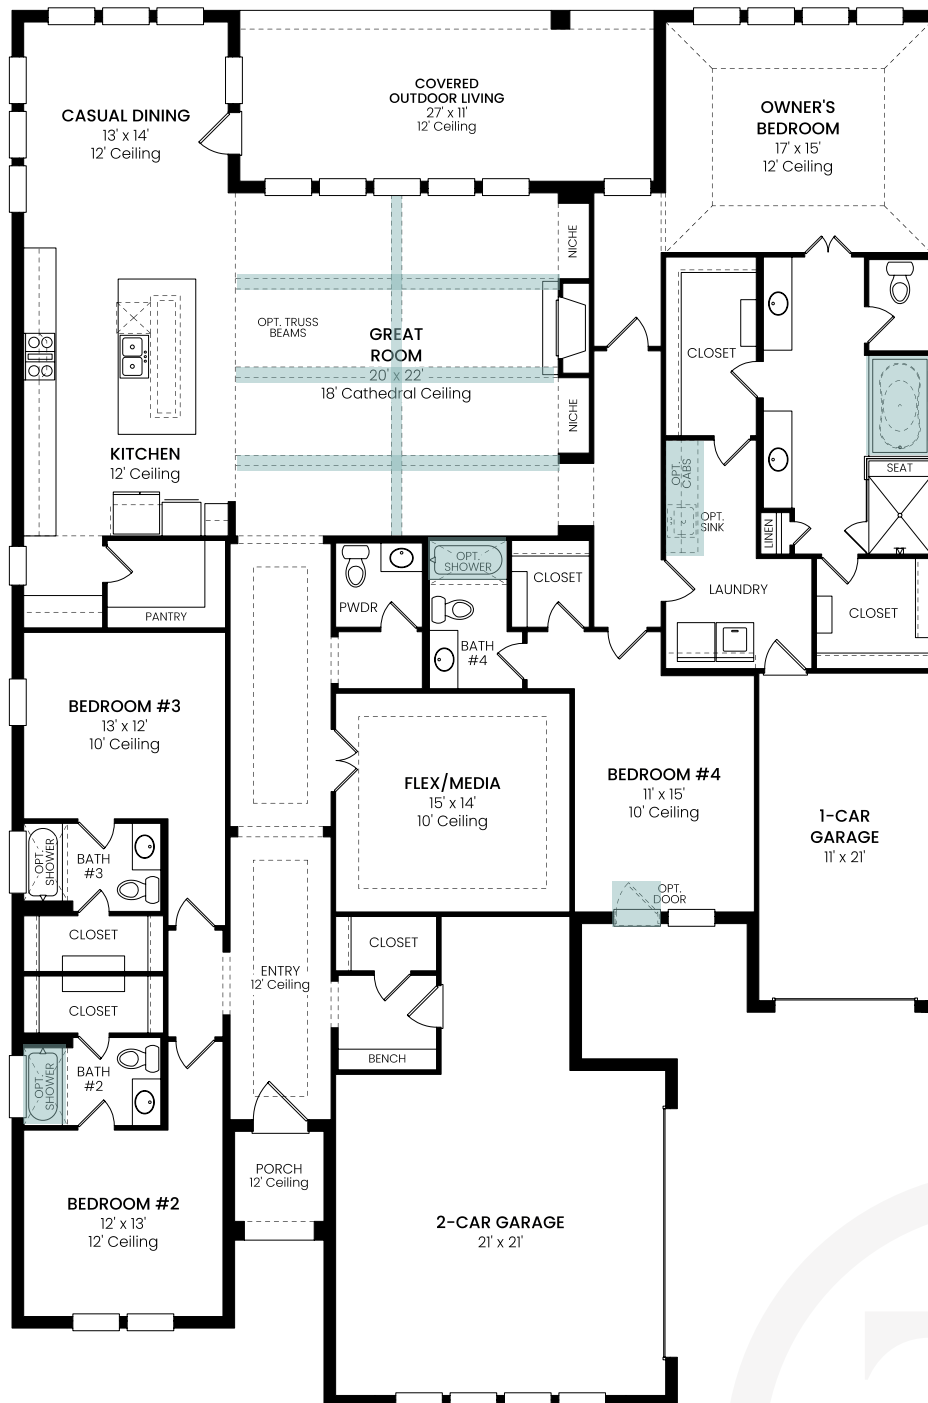 COVERED
OUTDOOR LIVING
27' x 11'
12' Ceiling
CASUAL DINING
13' x 14'
12' Ceiling
OWNER'S
BEDROOM
17' x 15'
12' Ceiling
NICHE
OPT. TRUSS
BEAMS
GREAT
ROOM
20' x 22'
18' Cathedral Ceiling
NICHE
CLOSET
KITCHEN
12' Ceiling
OPT.
CABS
OPT.
SINK
SEAT
LINEN
OPT.
SHOWER
CLOSET
LAUNDRY
PWDR
PANTRY
CLOSET
BATH
#4
BEDROOM #3
13' x 12'
10' Ceiling
FLEX/MEDIA
15' x 14'
10' Ceiling
BEDROOM #4
11' x 15'
10' Ceiling
1-CAR
GARAGE
11' x 21'
OPT.
SHOWER
BATH
#3
OPT.
DOOR
CLOSET
CLOSET
ENTRY
12' Ceiling
CLOSET
BENCH
OPT.
SHOWER
BATH
#2
PORCH
12' Ceiling
BEDROOM #2
12' x 13'
12' Ceiling
2-CAR GARAGE
21' x 21'